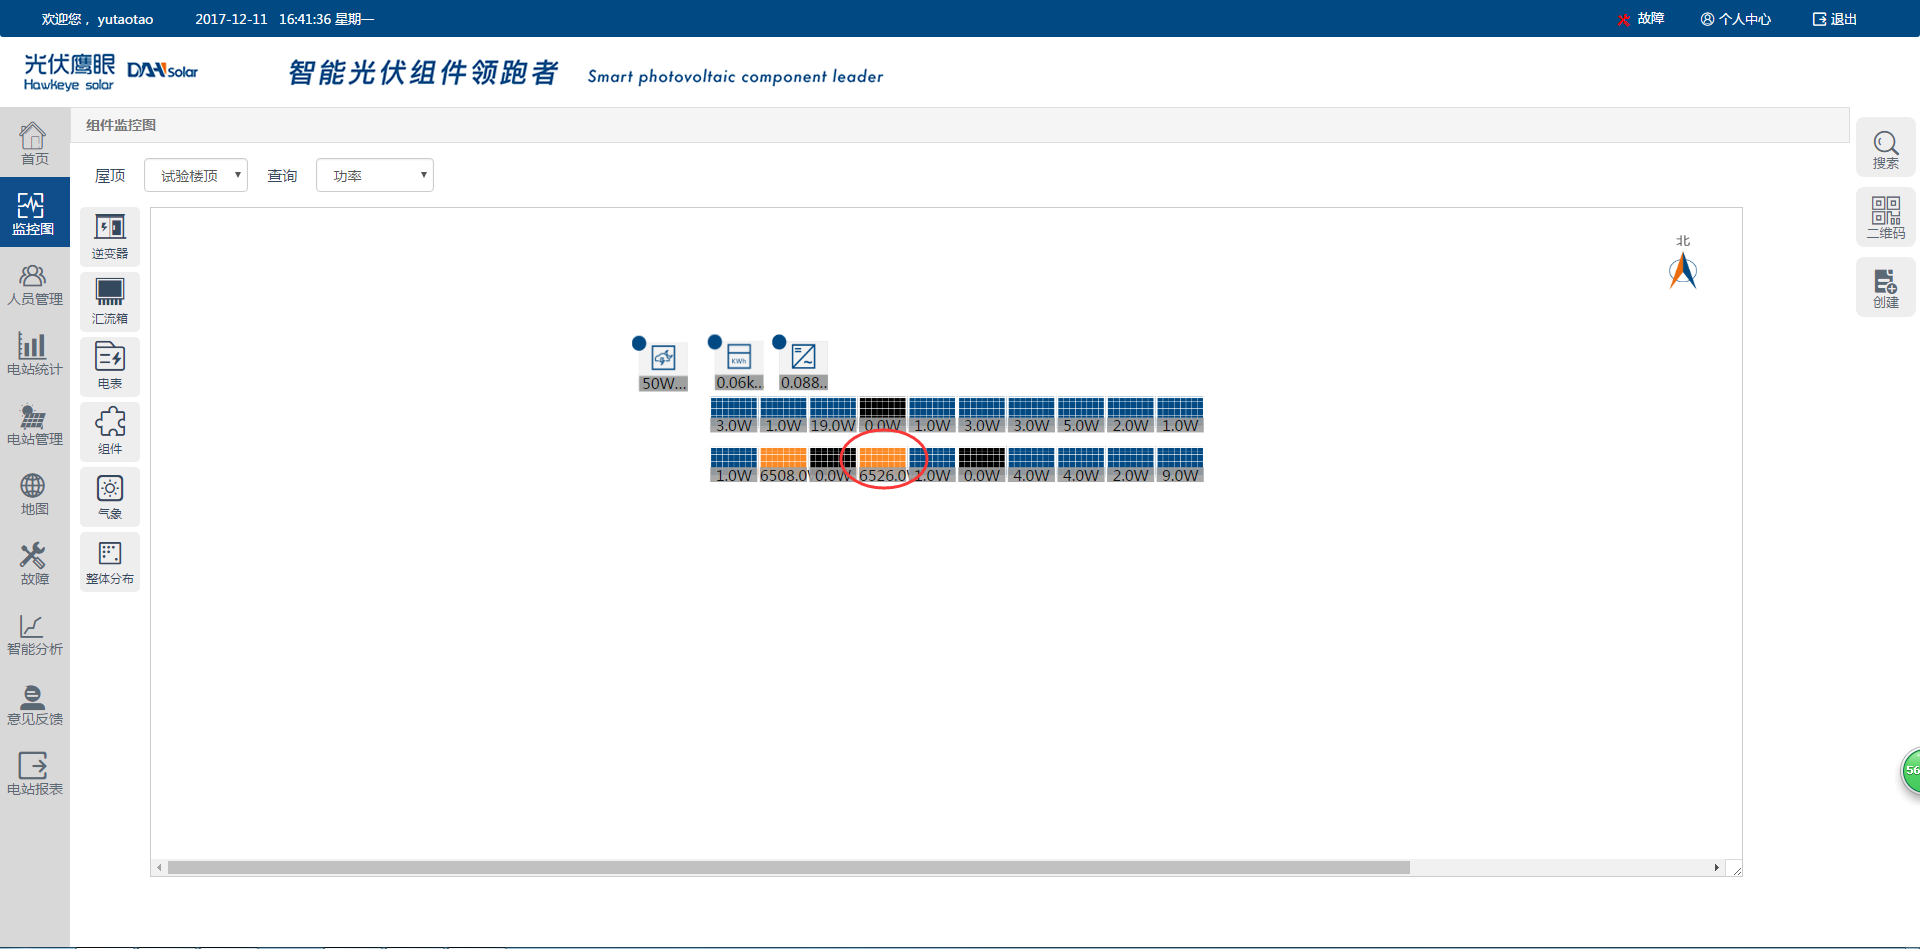 欢迎您， yutaotao
2017-12-11 16:41:36 星期一
故障
个人中心
退出
光伏鹰眼
Hawkeye solar
DAH Solar
智能光伏组件领跑者
Smart photovoltaic component leader
组件监控图
首页
监控图
人员管理
电站统计
电站管理
地图
故障
智能分析
意见反馈
电站报表
屋顶
试验楼顶
查询
功率
逆变器
汇流箱
电表
组件
气象
整体分布
北
KWh
50W...
0.06k...
0.088..
3.0W 1.0W 19.0W 0.0W 1.0W 3.0W 3.0W 5.0W 2.0W 1.0W
1.0W 6508.0 0.0W 6526.0 1.0W 0.0W 4.0W 4.0W 2.0W 9.0W
搜索
二维码
创建
56